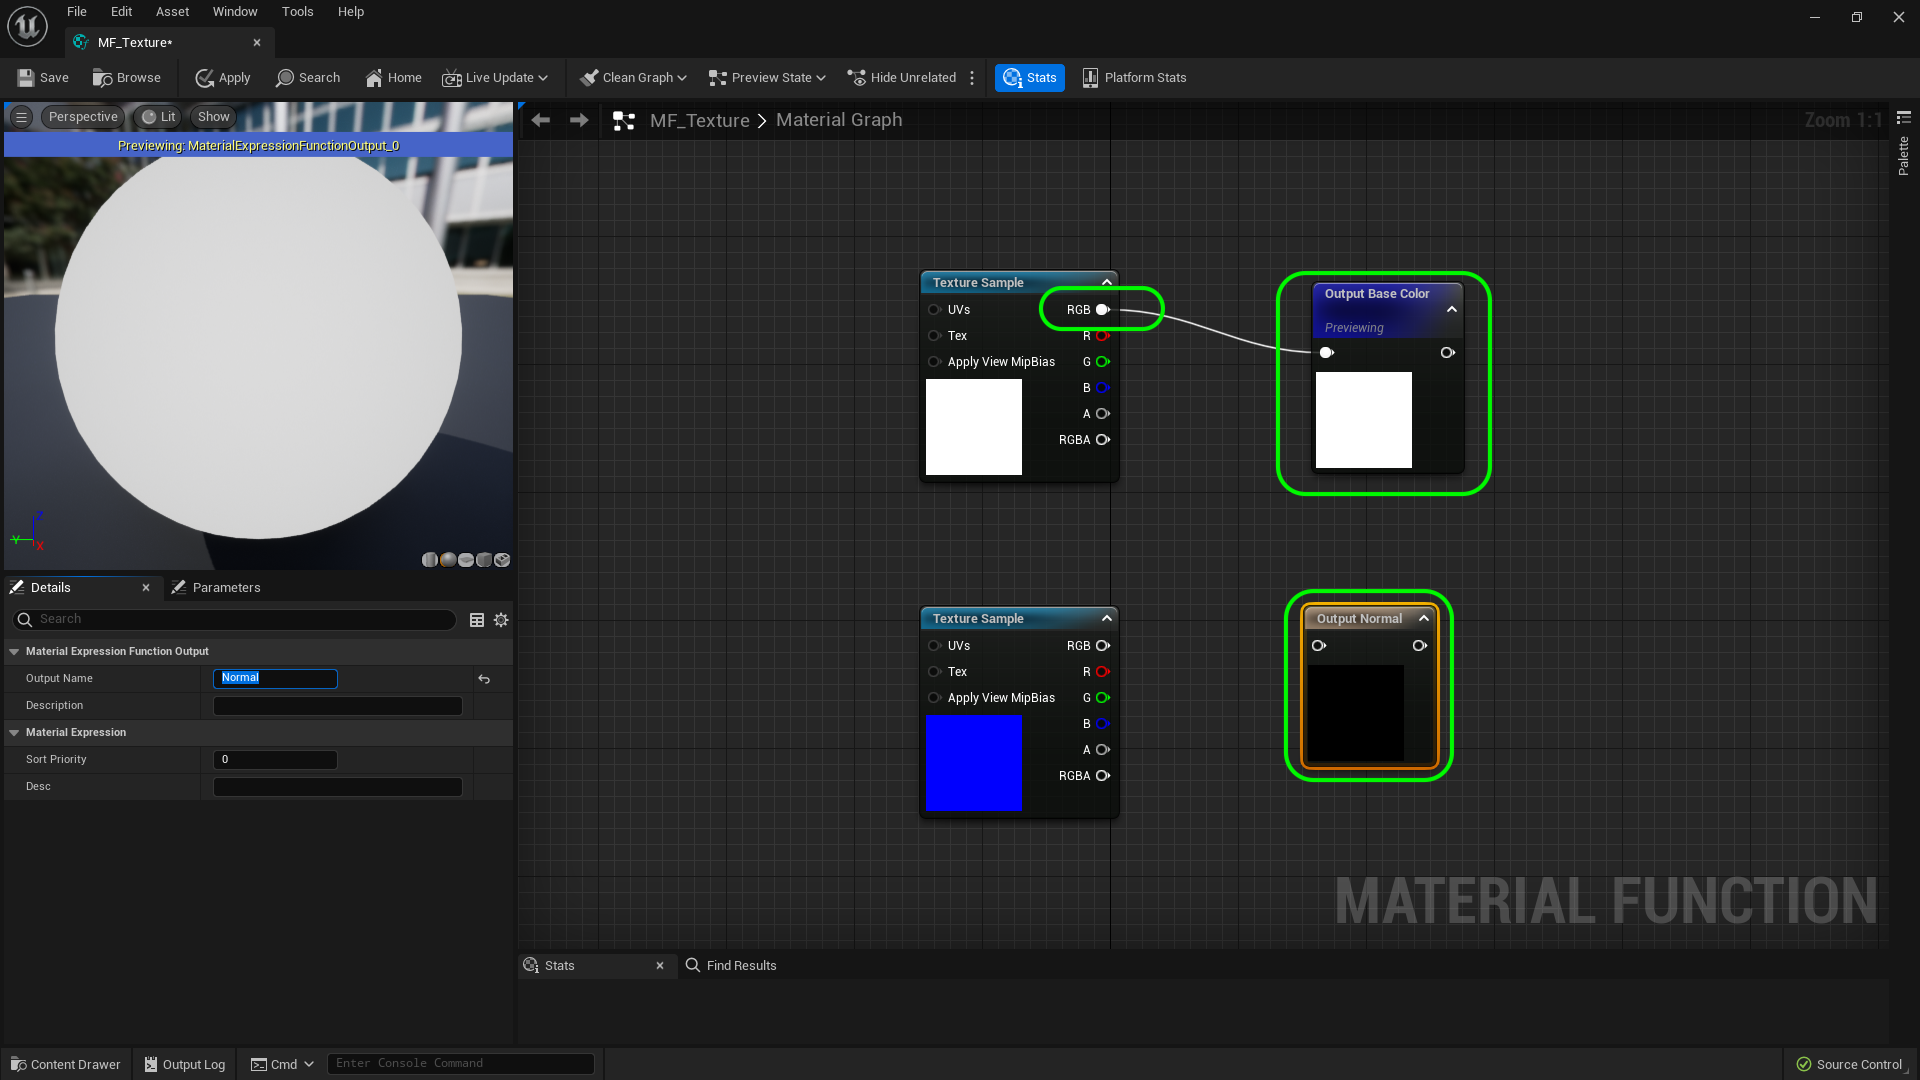 File Edit Asset Window Tools Help
MF_Texture*
Save Browse Apply Search Home Live Update Clean Graph Preview State Hide Unrelated Stats Platform Stats
Perspective Lit Show
Previewing: MaterialExpressionFunctionOutput_0
Z
Y
X
MF_Texture > Material Graph
Zoom 1:1
Palette
Texture Sample
UVs RGB
Tex R
Apply View MipBias G
B
A
RGBA
Output Base Color
Previewing
Texture Sample
UVs RGB
Tex R
Apply View MipBias G
B
A
RGBA
Output Normal
MATERIAL FUNCTION
Details Parameters
Search
Material Expression Function Output
Output Name Normal
Description
Material Expression
Sort Priority 0
Desc
Stats Find Results
Content Drawer Output Log Cmd Enter Console Command Source Control